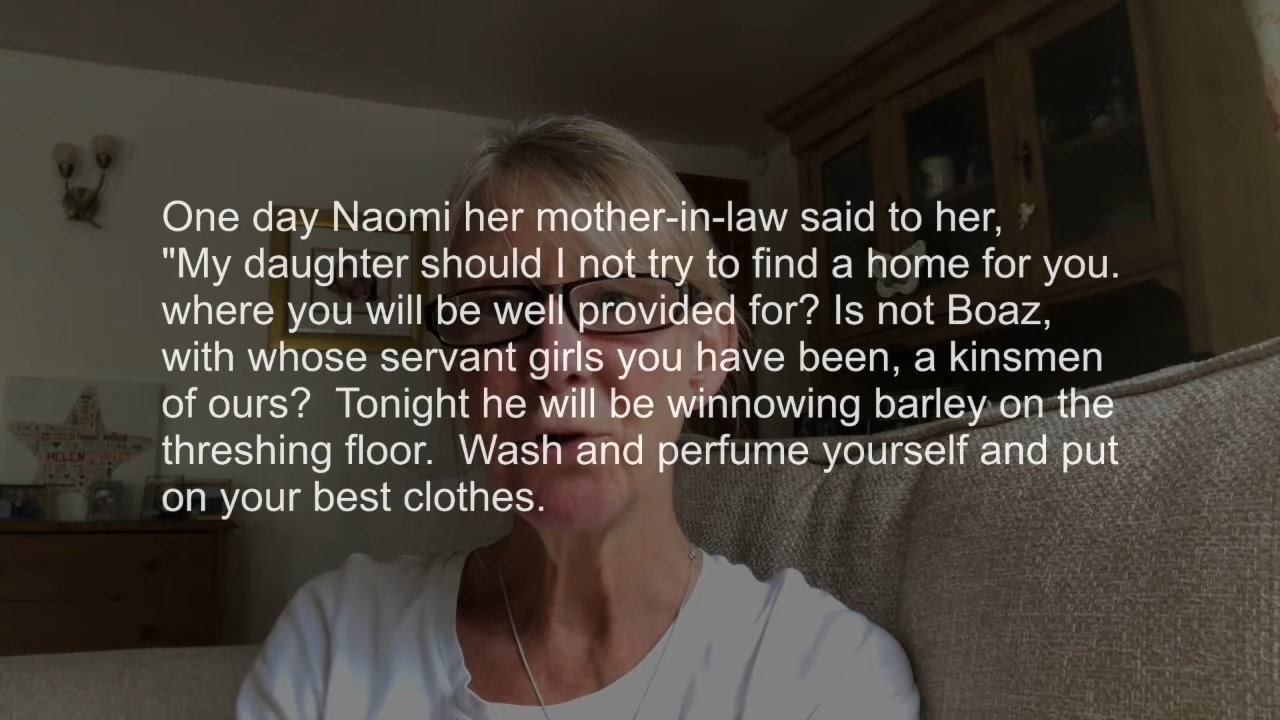 One day Naomi her mother-in-law said to her,
"My daughter should I not try to find a home for you.
where you will be well provided for? Is not Boaz,
with whose servant girls you have been, a kinsmen
of ours?  Tonight he will be winnowing barley on the
threshing floor.  Wash and perfume yourself and put
on your best clothes.
HELEN